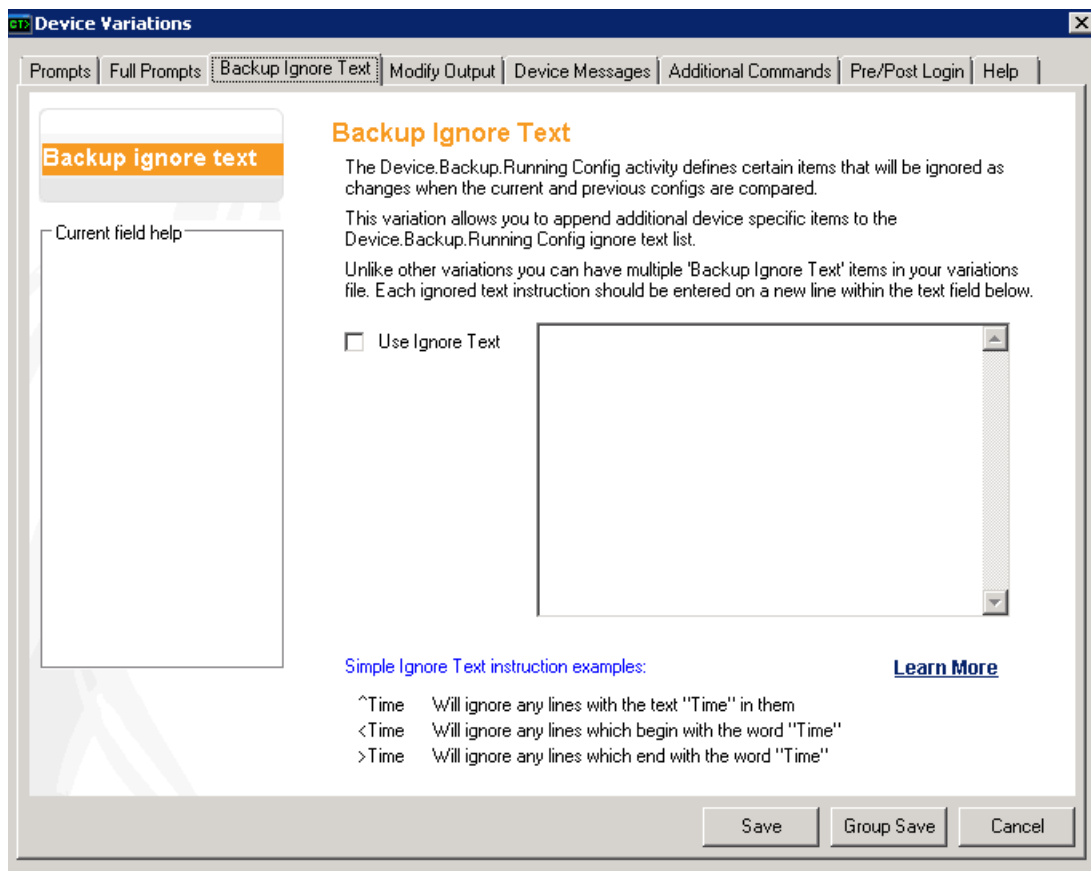 CT> Device Variations
Prompts Full Prompts Backup Ignore Text Modify Output Device Messages Additional Commands Pre/Post Login Help
Backup ignore text
Current field help
Backup Ignore Text
The Device.Backup.Running Config activity defines certain items that will be ignored as
changes when the current and previous configs are compared.
This variation allows you to append additional device specific items to the
Device.Backup.Running Config ignore text list.
Unlike other variations you can have multiple 'Backup Ignore Text' items in your variations
file. Each ignored text instruction should be entered on a new line within the text field below.
Use Ignore Text
Simple Ignore Text instruction examples:
Learn More
^Time Will ignore any lines with the text "Time" in them
<Time Will ignore any lines which begin with the word "Time"
>Time Will ignore any lines which end with the word "Time"
Save Group Save Cancel